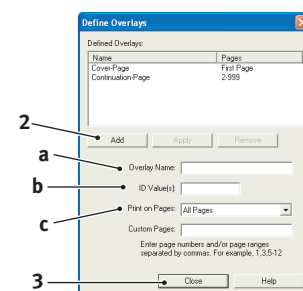 Define Overlays
Defined Overlays:
Name Pages
Cover-Page First Page
Continuation-Page 2-999
2
Add Apply Remove
a
Overlay Name:
b
ID Value(s):
c
Print on Pages: All Pages
Custom Pages:
Enter page numbers and/or page ranges
separated by commas. For example, 1,3,5-12
3
Close Help